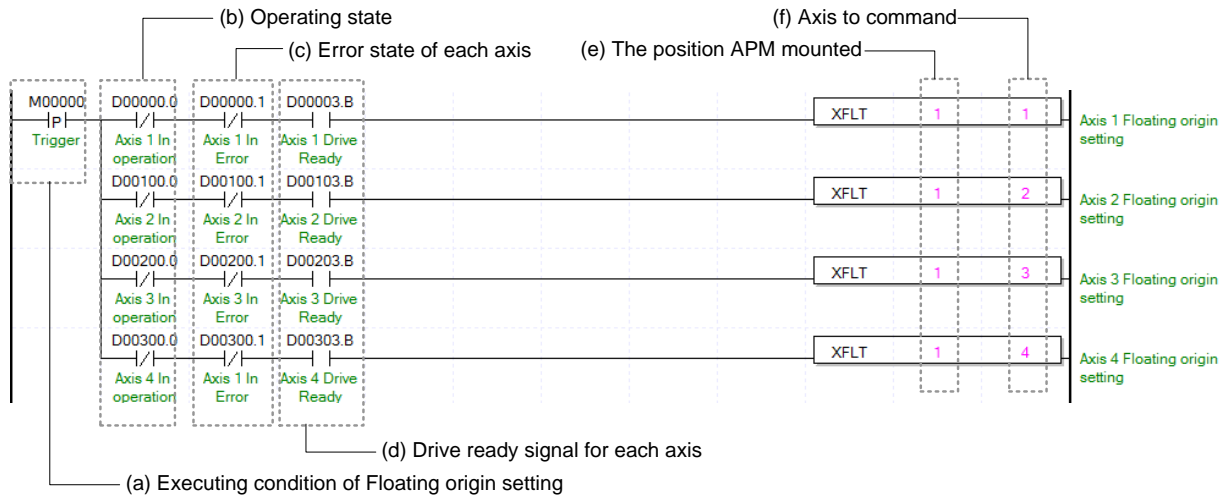 (b) Operating state
(f) Axis to command
(c) Error state of each axis
(e) The position APM mounted
M00000 D00000.0 D00000.1 D00003.B
P
XFLT 1 1
Trigger
Axis 1 In operation
Axis 1 In Error
Axis 1 Drive Ready
Axis 1 Floating origin setting
D00100.0 D00100.1 D00103.B
XFLT 1 2
Axis 2 In operation
Axis 2 In Error
Axis 2 Drive Ready
Axis 2 Floating origin setting
D00200.0 D00200.1 D00203.B
XFLT 1 3
Axis 3 In operation
Axis 3 In Error
Axis 3 Drive Ready
Axis 3 Floating origin setting
D00300.0 D00300.1 D00303.B
XFLT 1 4
Axis 4 In operation
Axis 1 In Error
Axis 4 Drive Ready
Axis 4 Floating origin setting
(d) Drive ready signal for each axis
(a) Executing condition of Floating origin setting